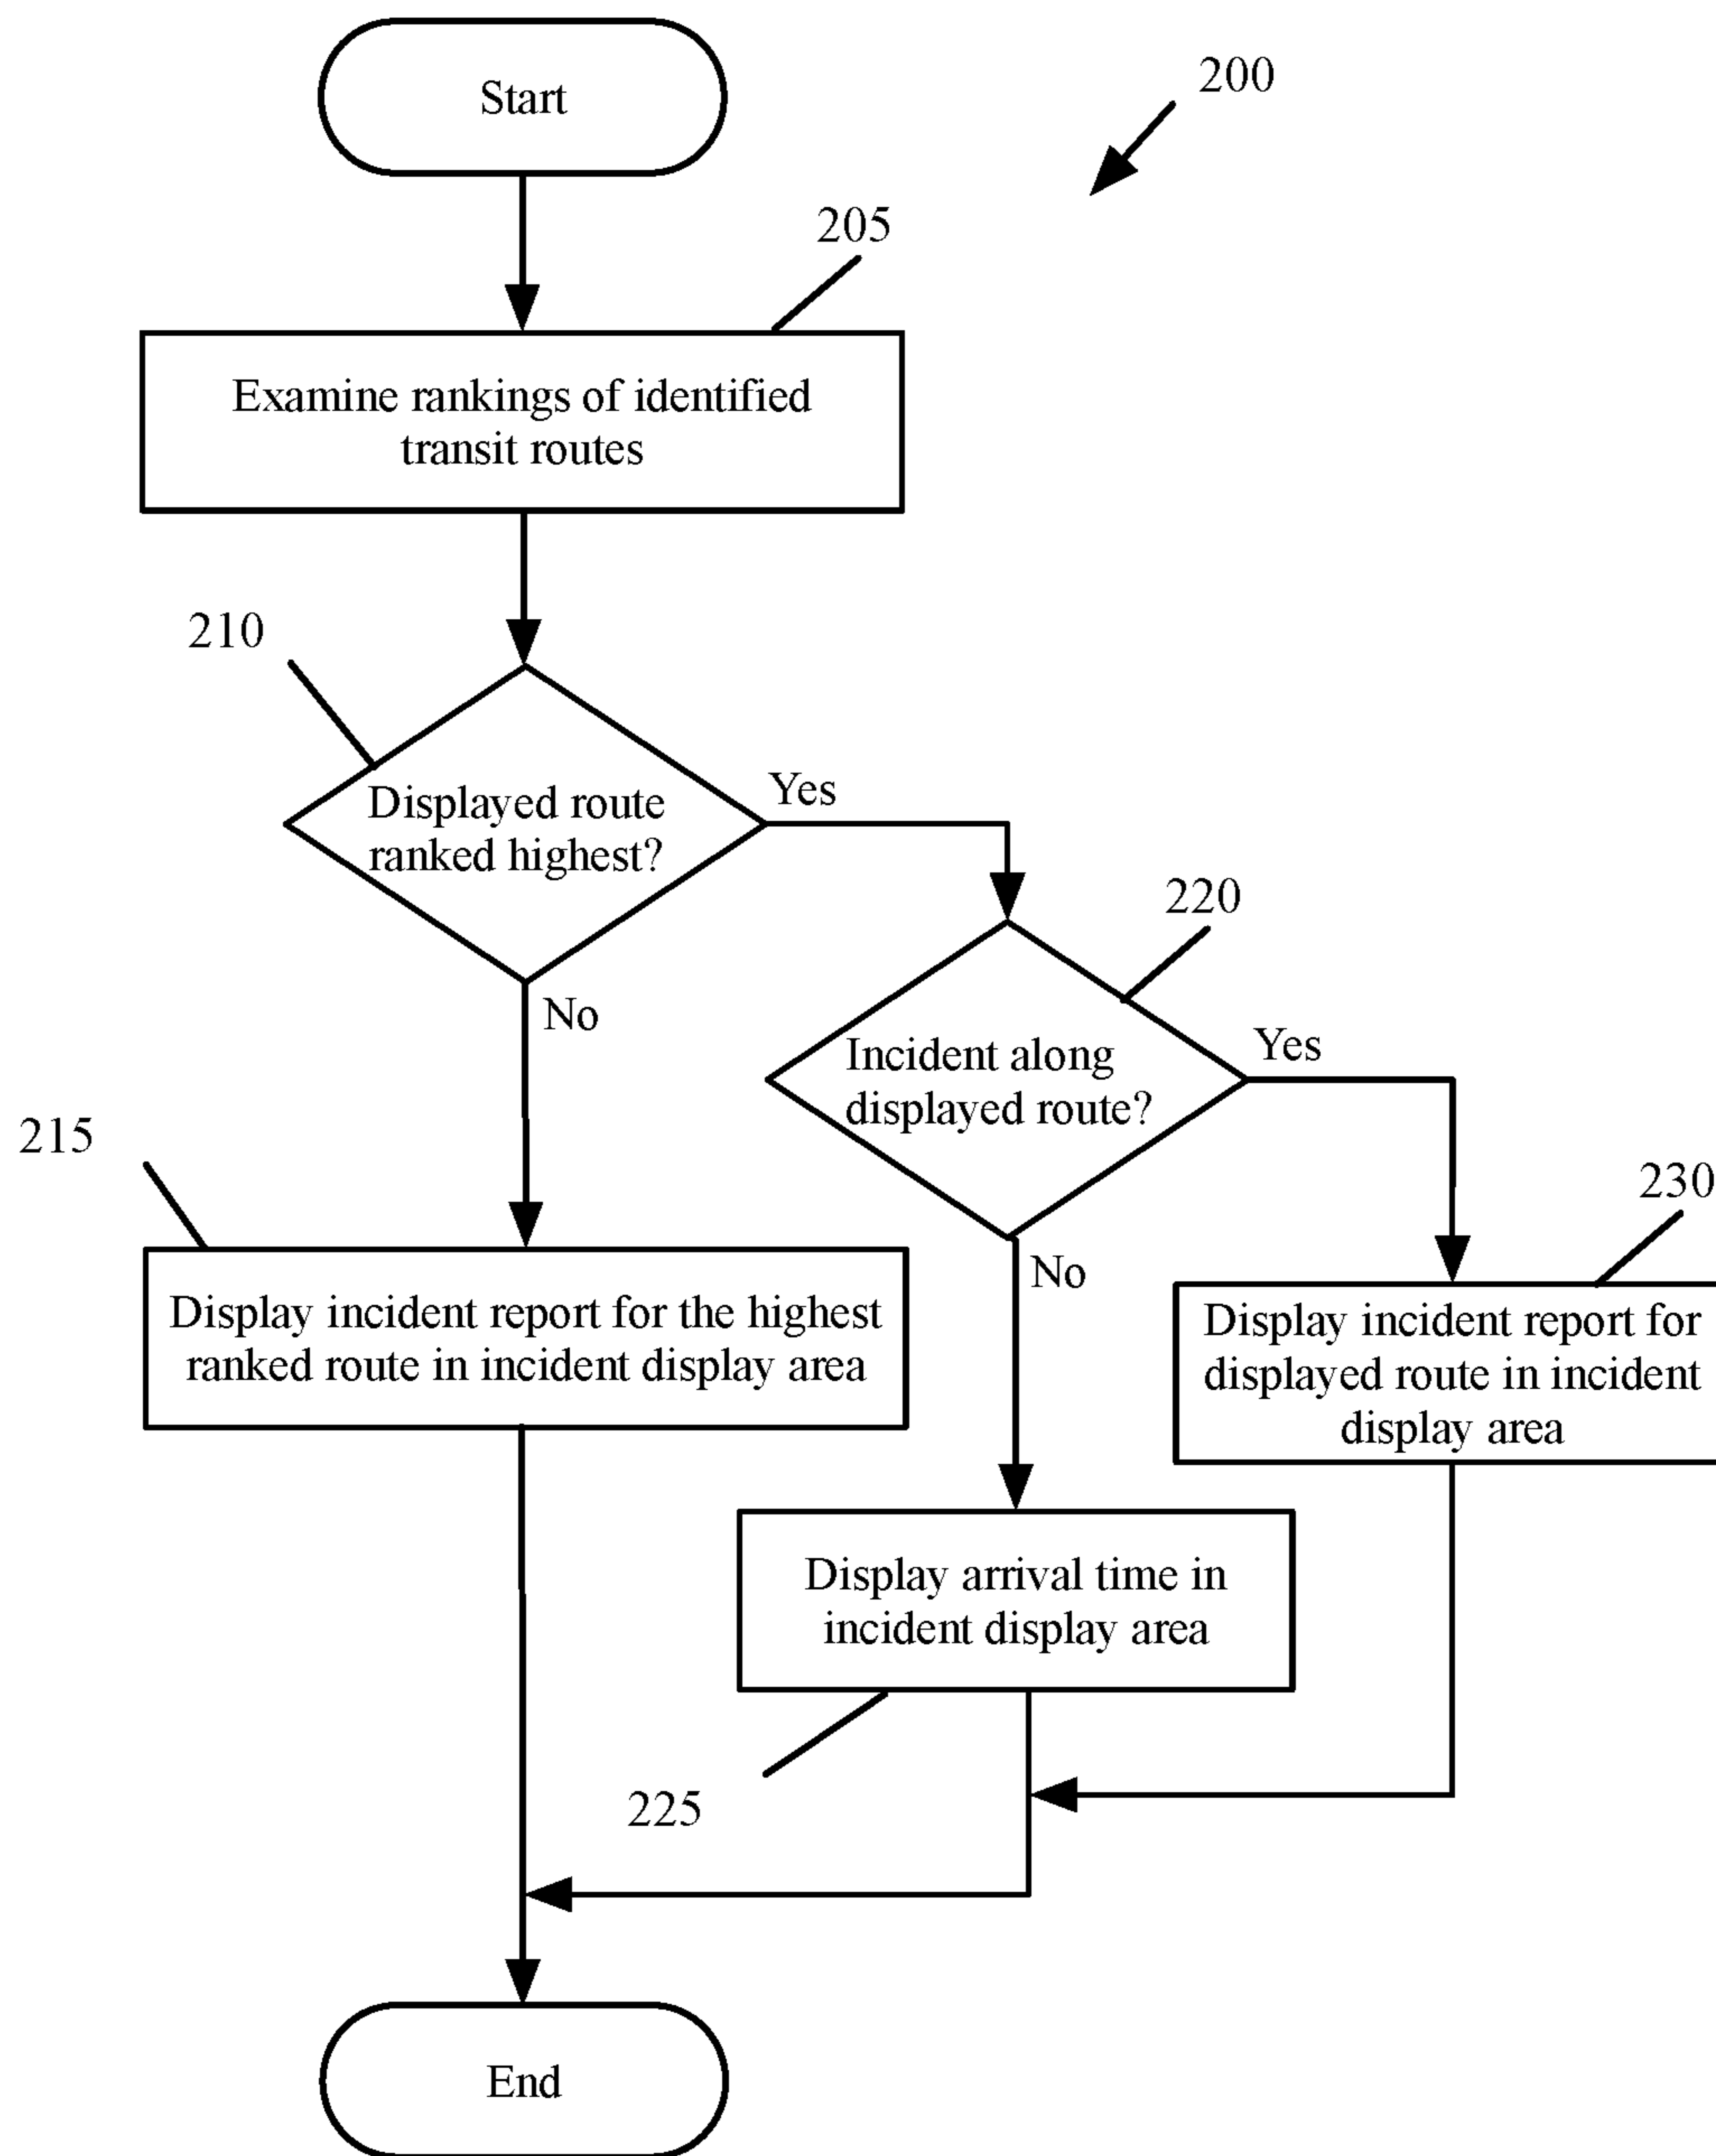 Start
200
205
Examine rankings of identified
transit routes
210
Displayed route
ranked highest?
Yes
No
220
Incident along
displayed route?
Yes
No
215
Display incident report for the highest
ranked route in incident display area
230
Display incident report for
displayed route in incident
display area
Display arrival time in
incident display area
225
End